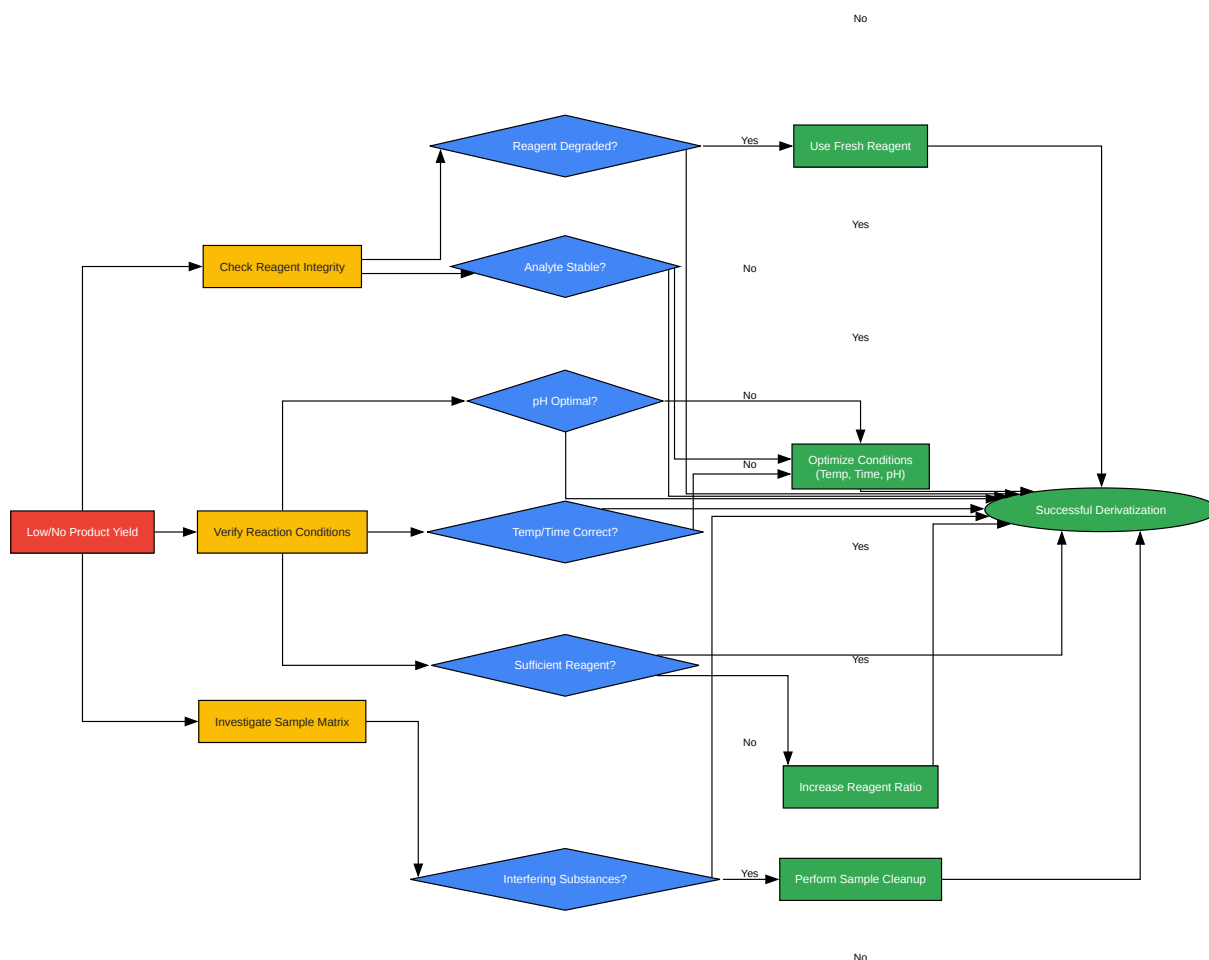 No
Reagent Degraded?
Yes
Use Fresh Reagent
Yes
Check Reagent Integrity
Analyte Stable?
No
Yes
pH Optimal?
No
Optimize Conditions
(Temp, Time, pH)
No
Successful Derivatization
Low/No Product Yield
Verify Reaction Conditions
Temp/Time Correct?
Yes
Sufficient Reagent?
Yes
Investigate Sample Matrix
No
Increase Reagent Ratio
Interfering Substances?
Yes
Perform Sample Cleanup
No